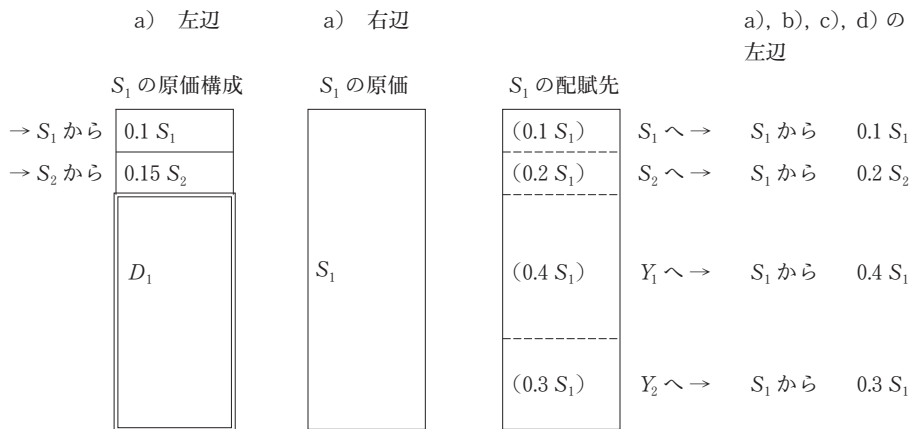 a) 左辺 a) 右辺 a), b), c), d) の
左辺
S₁ の原価構成 S₁ の原価 S₁ の配賦先
→ S₁ から 0.1 S₁ (0.1 S₁) S₁ へ→ S₁ から 0.1 S₁
→ S₂ から 0.15 S₂ (0.2 S₁) S₂ へ→ S₁ から 0.2 S₂
D₁ S₁ (0.4 S₁) Y₁ へ→ S₁ から 0.4 S₁
(0.3 S₁) Y₂ へ→ S₁ から 0.3 S₁